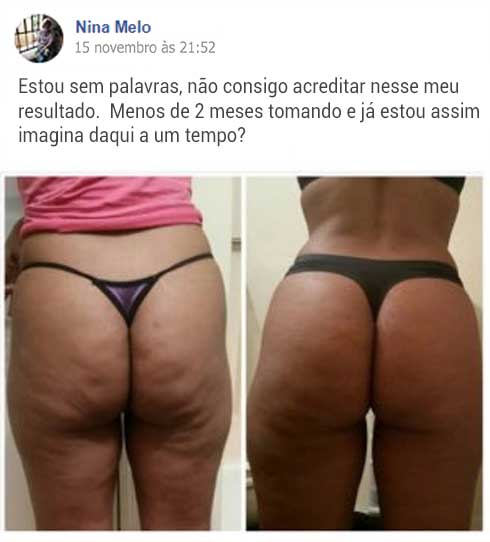 Nina Melo
15 novembro às 21:52
Estou sem palavras, não consigo acreditar nesse meu
resultado.  Menos de 2 meses tomando e já estou assim
imagina daqui a um tempo?